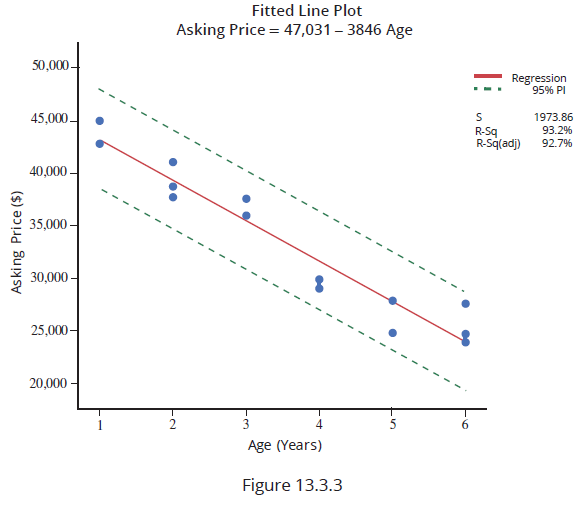 Fitted Line Plot
Asking Price = 47,031 – 3846 Age
50,000
45,000
40,000
35,000
30,000
25,000
20,000
Asking Price ($)
1 2 3 4 5 6
Age (Years)
Regression
95% PI
S 1973.86
R-Sq 93.2%
R-Sq(adj) 92.7%
Figure 13.3.3